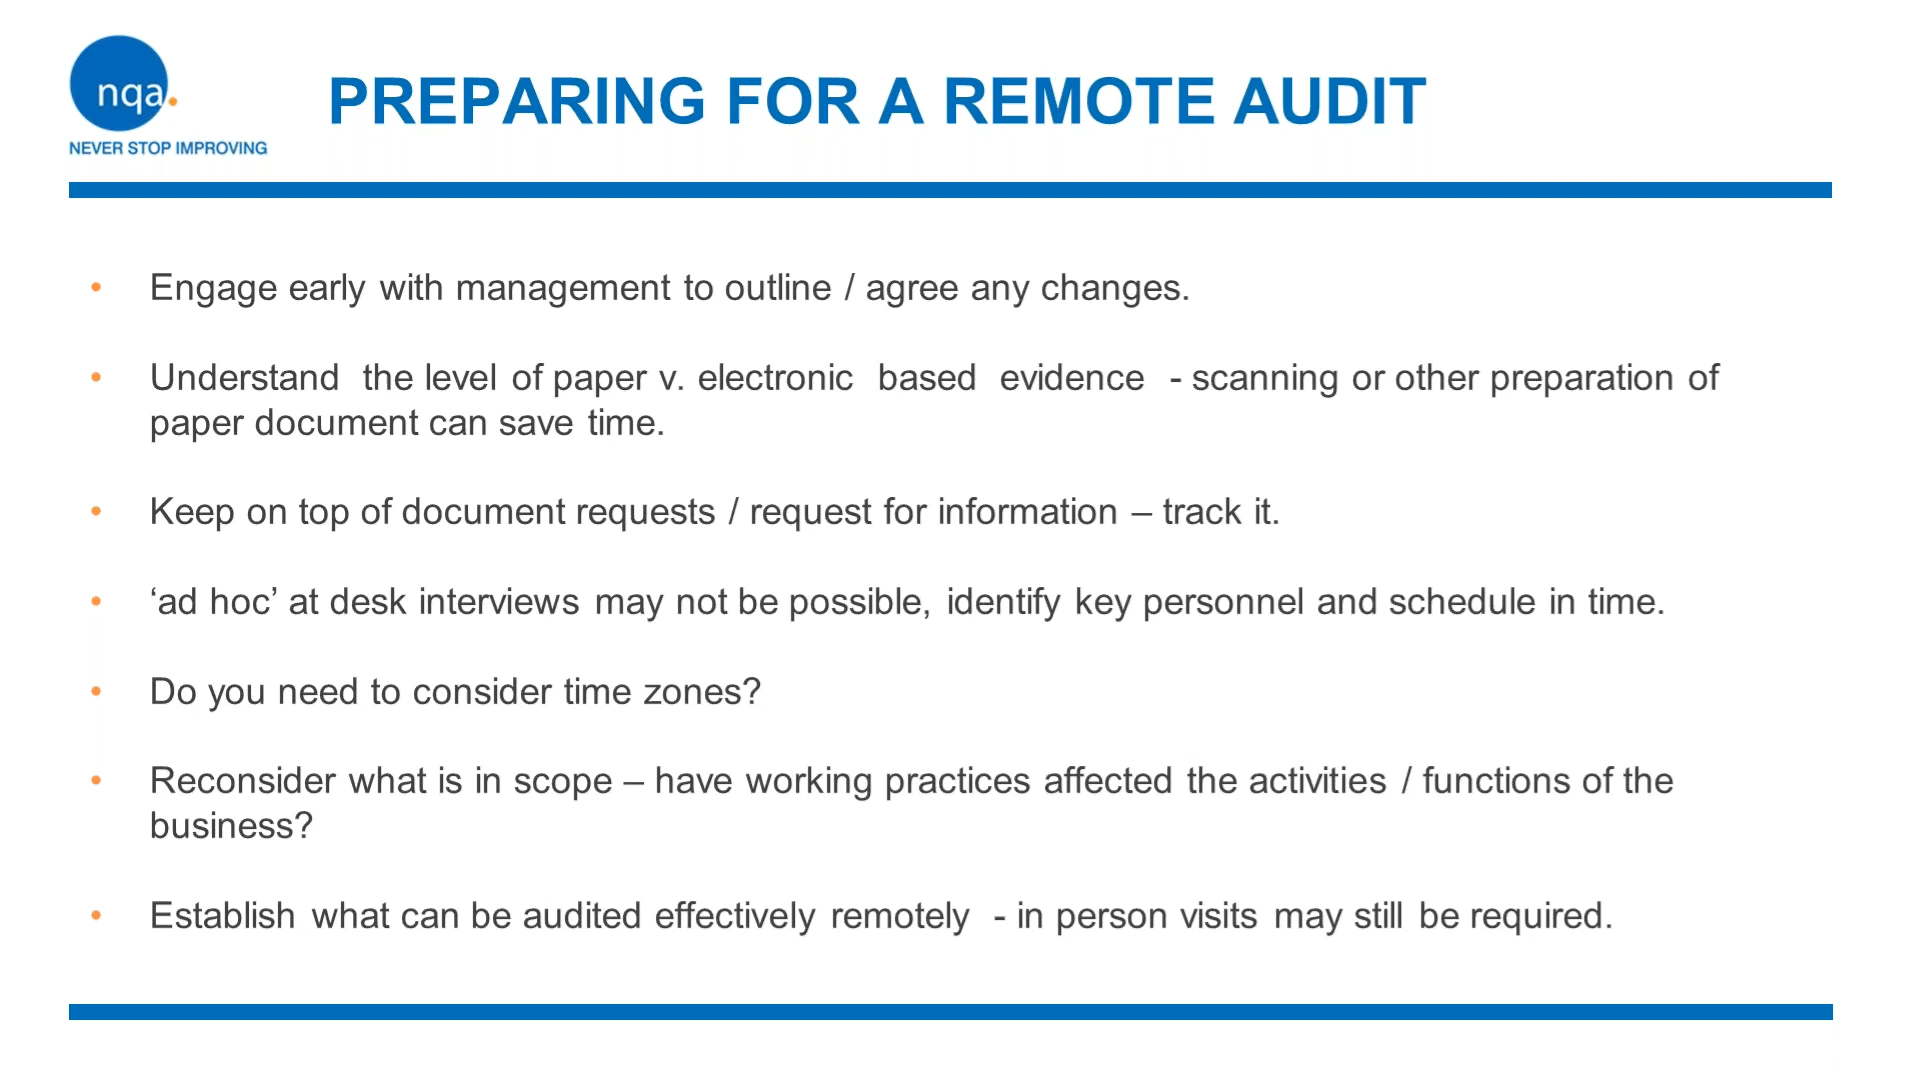 nqa.
NEVER STOP IMPROVING
PREPARING FOR A REMOTE AUDIT
• Engage early with management to outline / agree any changes.
• Understand the level of paper v. electronic based evidence - scanning or other preparation of
paper document can save time.
• Keep on top of document requests / request for information – track it.
• ‘ad hoc’ at desk interviews may not be possible, identify key personnel and schedule in time.
• Do you need to consider time zones?
• Reconsider what is in scope – have working practices affected the activities / functions of the
business?
• Establish what can be audited effectively remotely - in person visits may still be required.